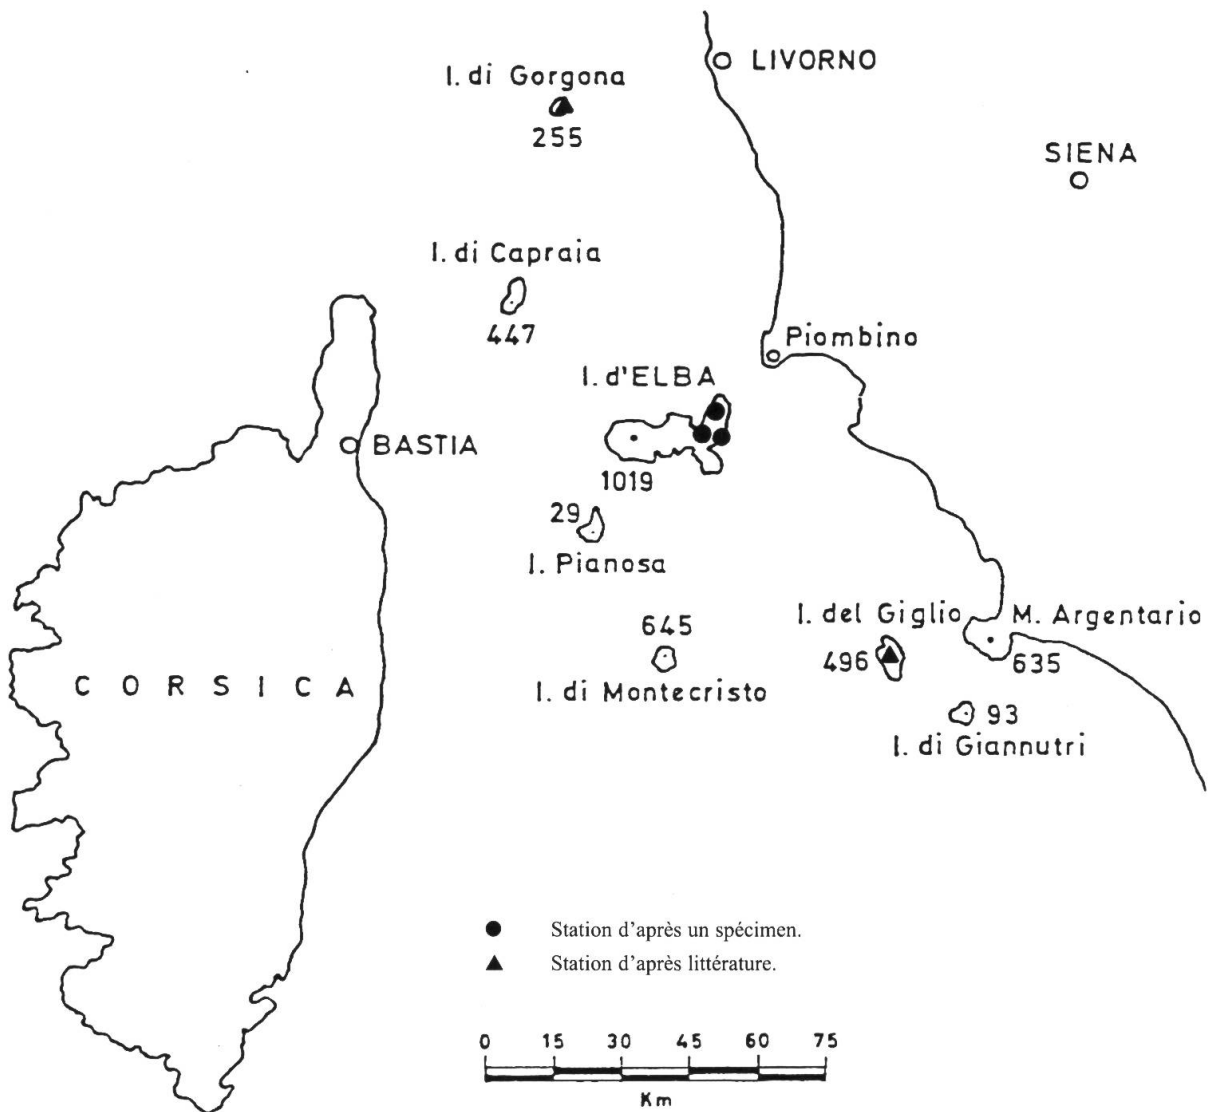 LIVORNO
I. di Gorgona
255
SIENA
I. di Capraia
447
Piombino
I. d'ELBA
BASTIA
1019
29
I. Pianosa
I. del Giglio
M. Argentario
645
496
635
I. di Montecristo
CORSICA
93
I. di Giannutri
Station d'après un spécimen.
Station d'après littérature.
0 15 30 45 60 75
Km